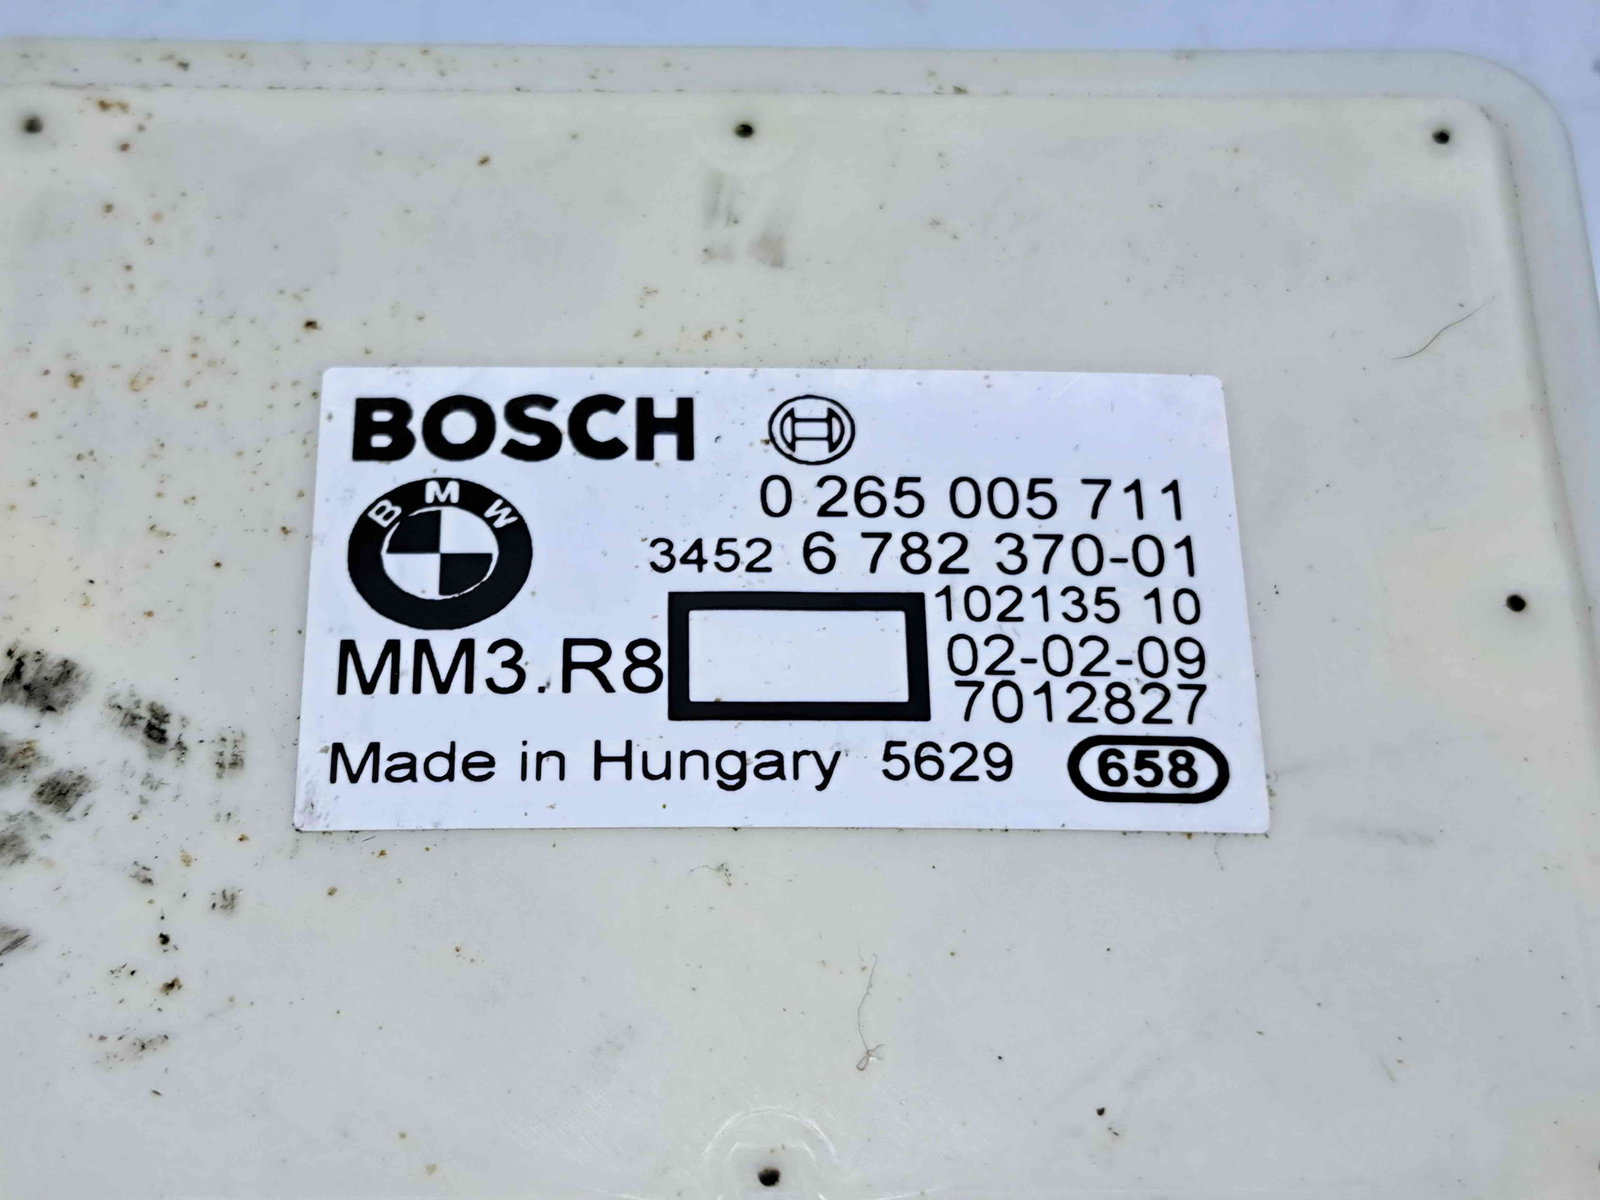 BOSCH
0 265 005 711
BMW
3452 6 782 370-01
102135 10
MM3.R8
02-02-09
7012827
Made in Hungary 5629 658